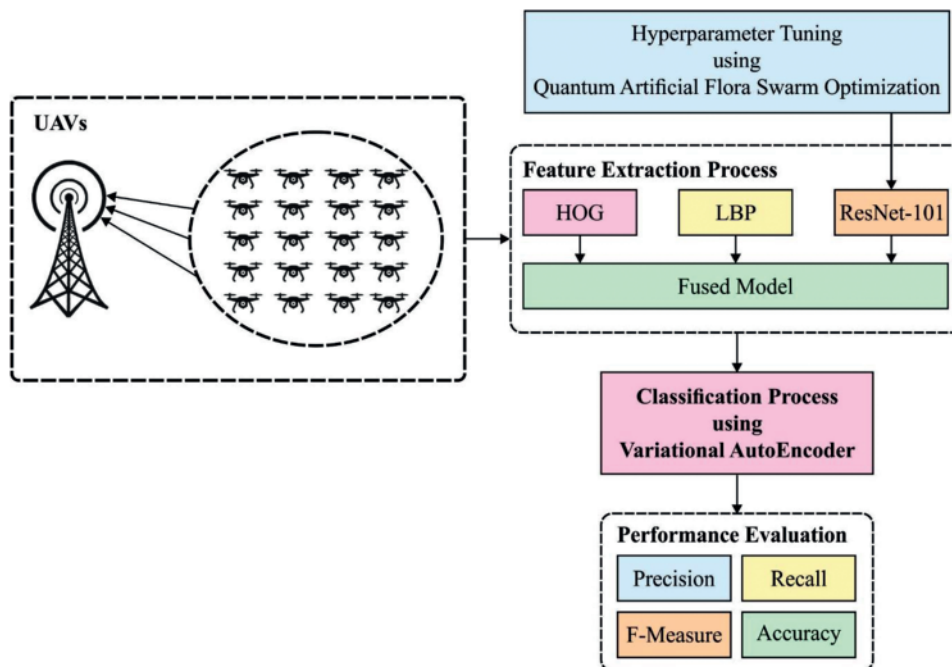 Hyperparameter Tuning
using
Quantum Artificial Flora Swarm Optimization
UAVs
Feature Extraction Process
HOG
LBP
ResNet-101
Fused Model
Classification Process
using
Variational AutoEncoder
Performance Evaluation
Precision
Recall
F-Measure
Accuracy